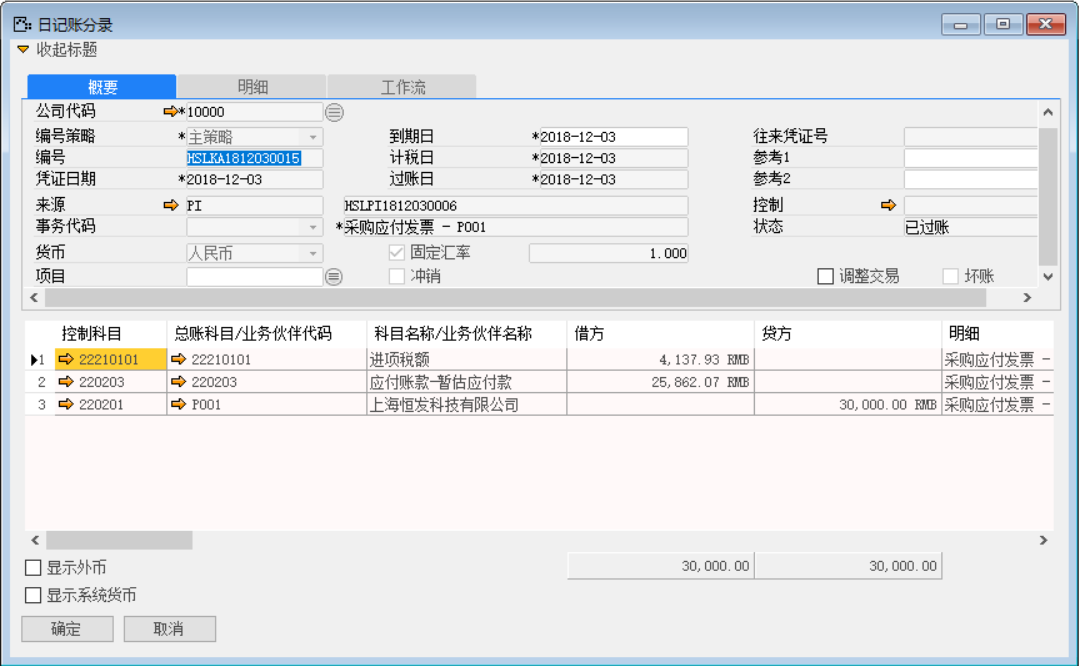 日记账分录
收起标题
概要 明细 工作流
公司代码 *10000
编号策略 *主策略 到期日 *2018-12-03 往来凭证号
编号 HSLKA1812030015 计税日 *2018-12-03 参考1
凭证日期 *2018-12-03 过账日 *2018-12-03 参考2
来源 PI HSLPI1812030006 控制
事务代码 *采购应付发票 - P001 状态 已过账
货币 人民币 固定汇率 1.000
项目 冲销 调整交易 坏账
控制科目 总账科目/业务伙伴代码 科目名称/业务伙伴名称 借方 贷方 明细
1 22210101 22210101 进项税额 4,137.93 RMB 采购应付发票 -
2 220203 220203 应付账款-暂估应付款 25,862.07 RMB 采购应付发票 -
3 220201 P001 上海恒发科技有限公司 30,000.00 RMB 采购应付发票 -
显示外币 30,000.00 30,000.00
显示系统货币
确定 取消